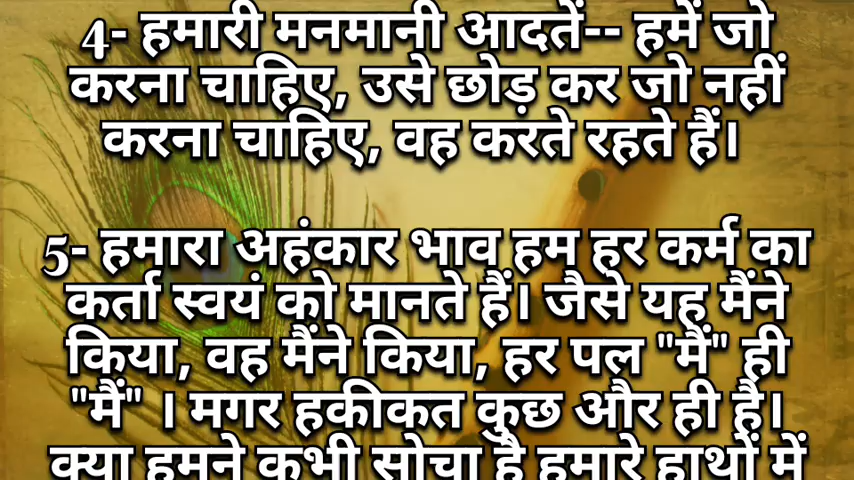 4- हमारी मनमानी आदतें-- हमें जो
करना चाहिए, उसे छोड़ कर जो नहीं
करना चाहिए, वह करते रहते हैं।
5- हमारा अहंकार भाव हम हर कर्म का
कर्ता स्वयं को मानते हैं। जैसे यह मैंने
किया, वह मैंने किया, हर पल "मैं" ही
"मैं" । मगर हकीकत कुछ और ही है।
क्या हमने कभी सोचा है हमारे हाथों में